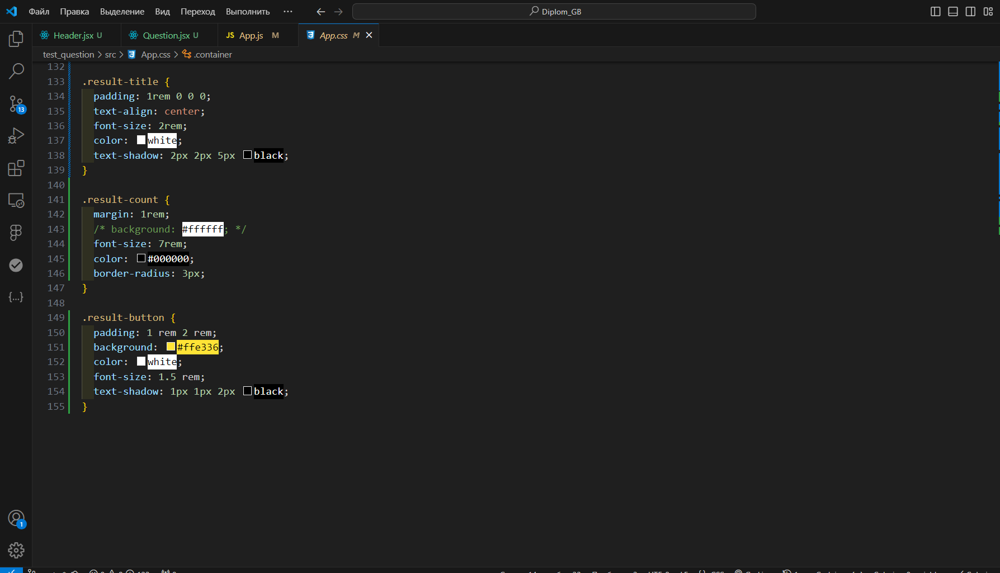 Файл Правка Выделение Вид Переход Выполнить ··· Diplom_GB
Header.jsx U Question.jsx U JS App.js M App.css M
test_question > src > App.css > .container
132
133 .result-title {
134 padding: 1rem 0 0 0;
135 text-align: center;
136 font-size: 2rem;
137 color: white;
138 text-shadow: 2px 2px 5px black;
139 }
140
141 .result-count {
142 margin: 1rem;
143 /* background: #ffffff; */
144 font-size: 7rem;
145 color: #000000;
146 border-radius: 3px;
147 }
148
149 .result-button {
150 padding: 1 rem 2 rem;
151 background: #ffe336;
152 color: white;
153 font-size: 1.5 rem;
154 text-shadow: 1px 1px 2px black;
155 }
13
{...}
1